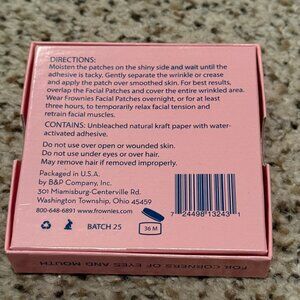 DIRECTIONS:
Moisten the patches on the shiny side and wait until the
adhesive is tacky. Gently separate the wrinkle or crease
and apply the patch over smoothed skin. For best results,
overlap the Facial Patches and cover the entire wrinkled area.
Wear Frownies Facial Patches overnight, or for at least
three hours, to temporarily relax facial tension and
retrain facial muscles.
CONTAINS: Unbleached natural kraft paper with water-
activated adhesive.
Do not use over open or wounded skin.
Do not use under eyes or over hair.
May remove hair if removed improperly.
Packaged in U.S.A.
by B&P Company, Inc.
301 Miamisburg-Centerville Rd.
Washington Township, Ohio 45459
800-648-6891 www.frownies.com
7 24498 13243 1
BATCH 25
36 M
FOR CORNERS OF EYES AND MOUTH